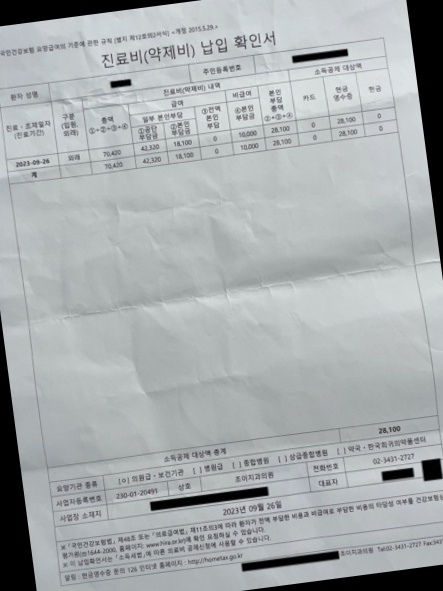 국민건강보험 요양급여의 기준에 관한 규칙 [별지 제12호의2서식] <개정 2015.5.29.>
진료비(약제비) 납입 확인서
환자 성명
주민등록번호
진료비(약제비) 내역
소득공제 대상액
진료·조제일자
(진료기간)
구분
(입원,
외래)
총액
①+②+③+④
급여
일부 본인부담
①공단
부담금
②본인
부담금
③전액
본인
부담
비급여
④본인
부담금
본인
부담
총액
②+③+④
카드
현금
영수증
현금
2023-09-26 외래 70,420 42,320 18,100 0 10,000 28,100 0 28,100 0
계 70,420 42,320 18,100 0 10,000 28,100 0 28,100 0
소득공제 대상액 총계 28,100
요양기관 종류 [o] 의원급·보건기관 [ ] 병원급 [ ] 종합병원 [ ] 상급종합병원 [ ] 약국·한국희귀의약품센터
사업자등록번호 230-01-20491 상호 조이치과의원 전화번호 02-3431-2727
사업장 소재지 대표자
2023년 09월 26일
※「국민건강보험법」제48조 또는「의료급여법」제11조의3에 따라 환자가 전액 부담한 비용과 비급여로 부담한 비용의 타당성 여부를 건강보험심
평가원(☎1644-2000, 홈페이지: www.hira.or.kr)에 확인 요청하실 수 있습니다.
※ 이 납입확인서는「소득세법」에 따른 의료비 공제신청에 사용할 수 있습니다.
알림 : 현금영수증 문의 126 인터넷 홈페이지 : http://hometax.go.kr
조이치과의원 Tel:02-3431-2727